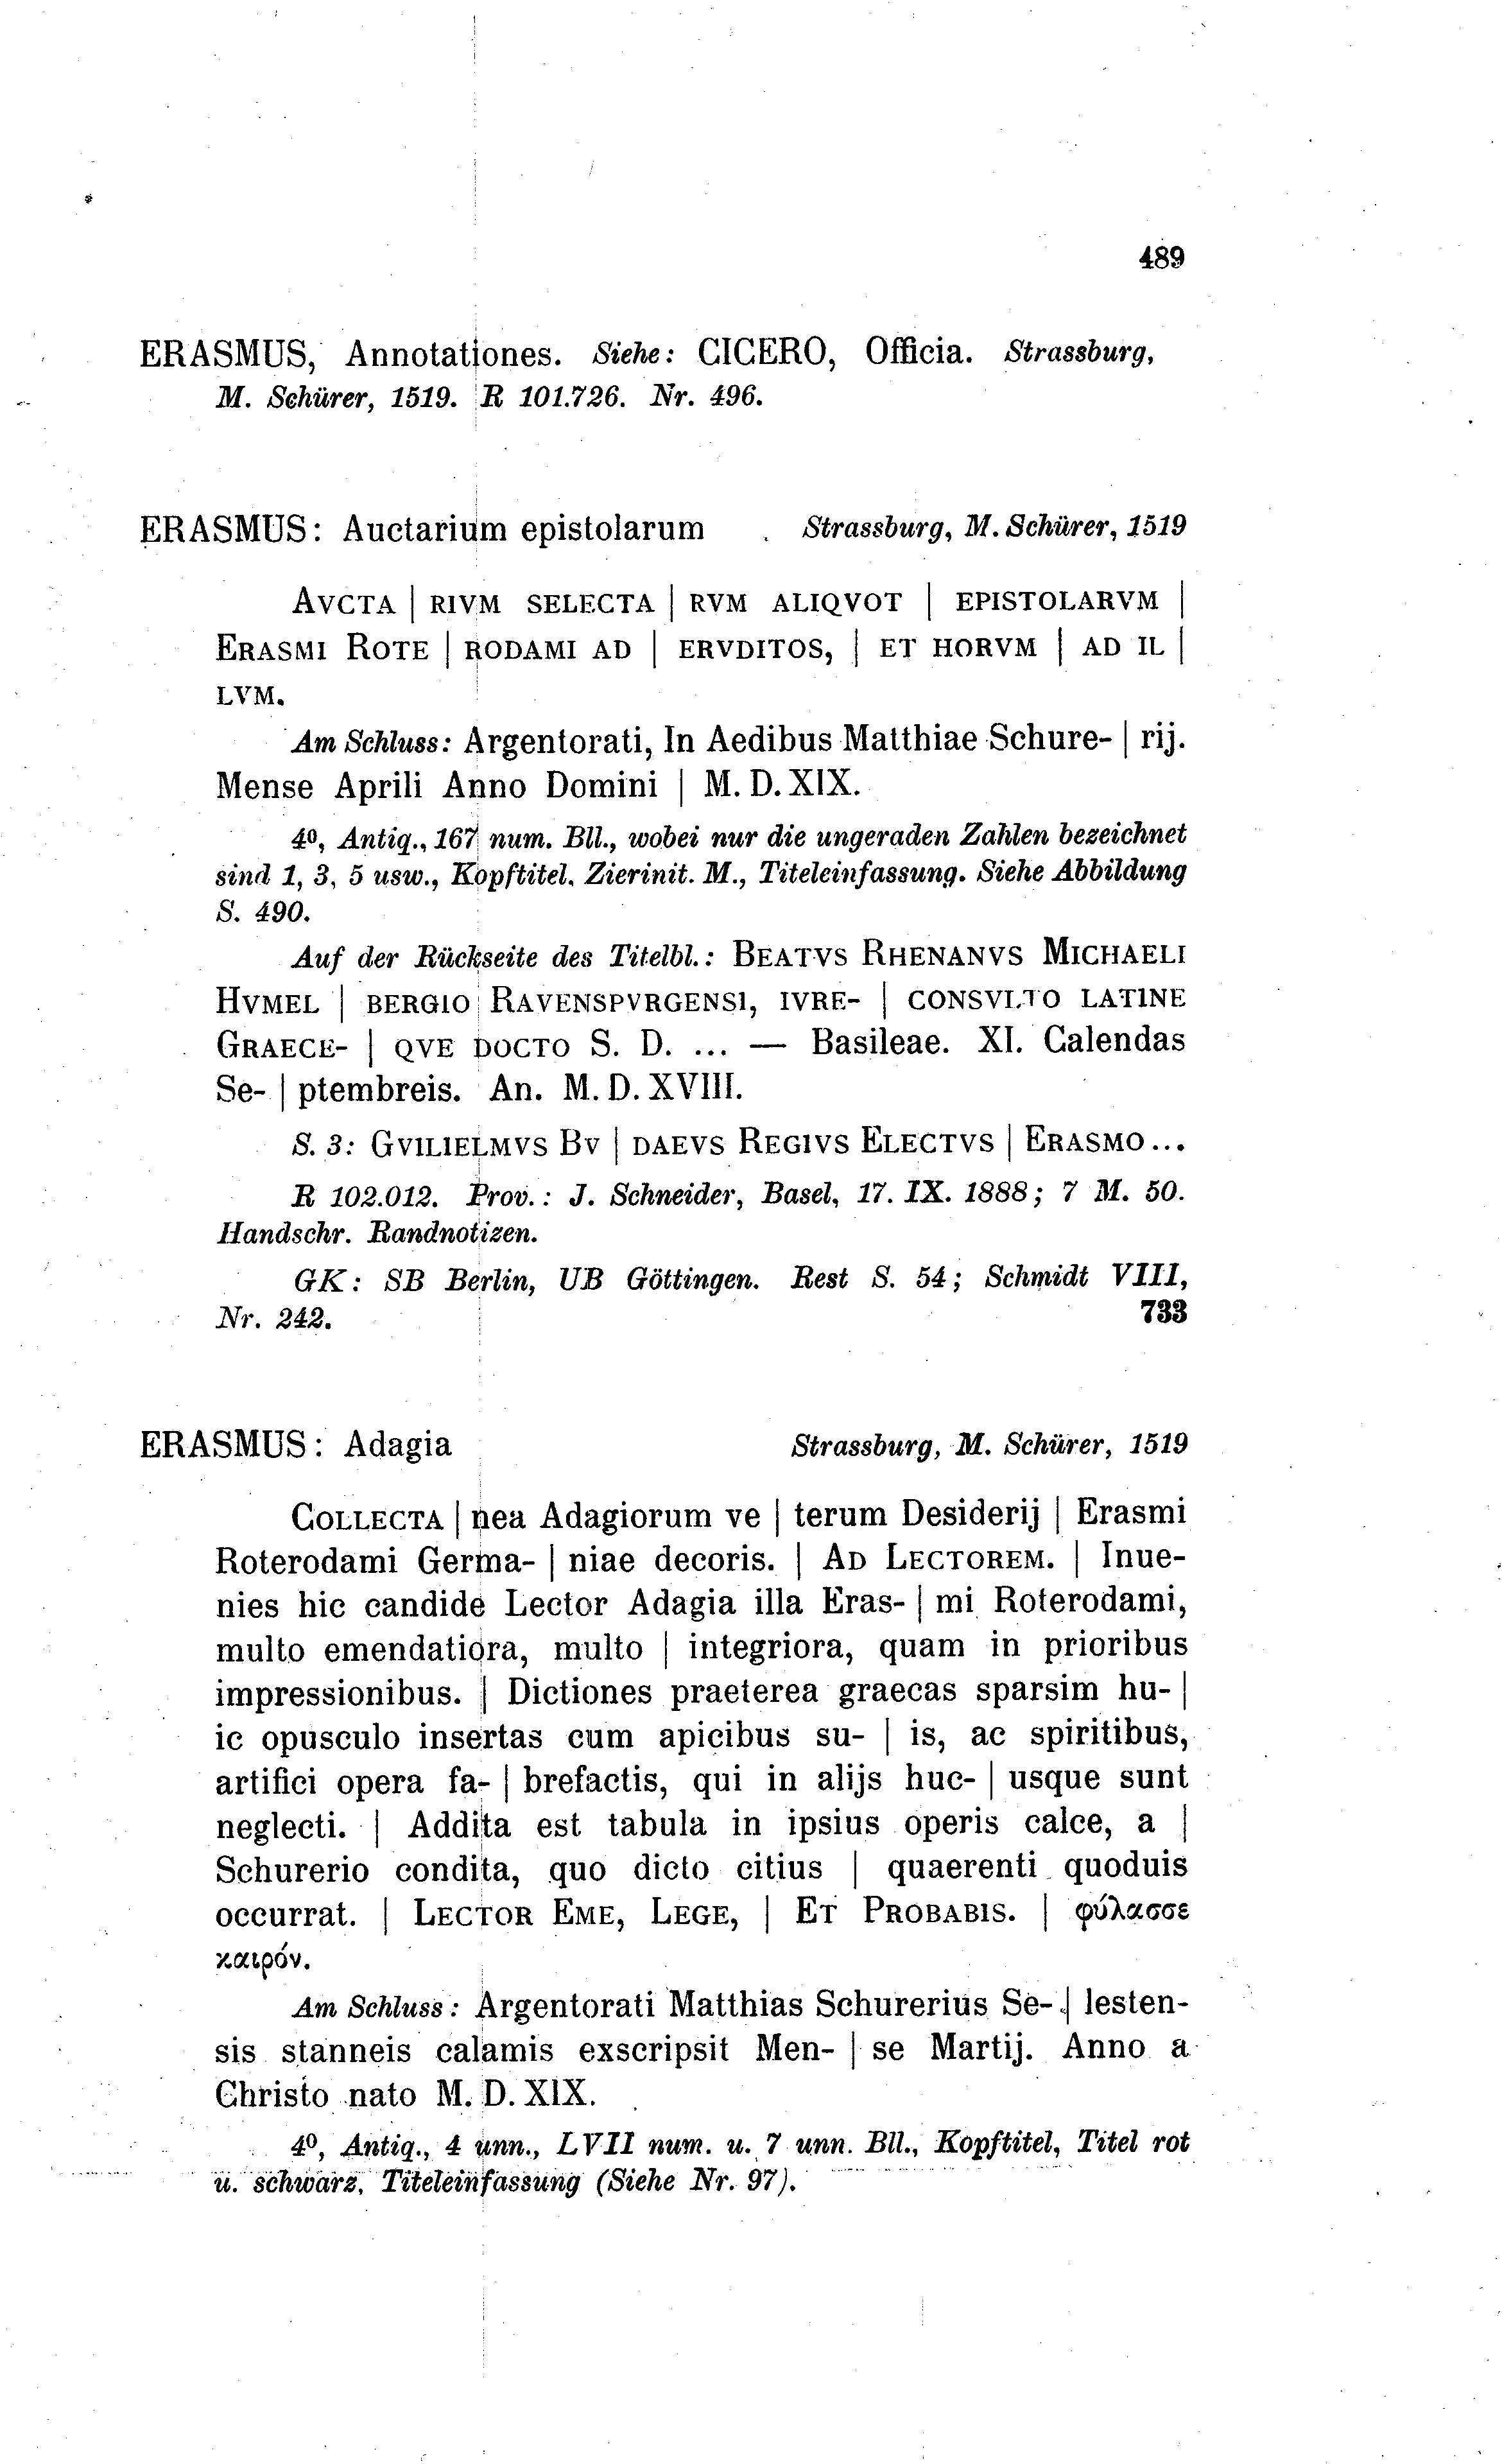 489
ERASMUS, Annotationes. Siehe: CICERO, Officia. Strassburg,
M. Schürer, 1519. R 101.726. Nr. 496.
ERASMUS: Auctarium epistolarum Strassburg, M. Schürer, 1519
AVCTA | RIVM SELECTA | RVM ALIQVOT | EPISTOLARVM |
ERASMI ROTE | RODAMI AD | ERVDITOS, | ET HORVM | AD IL |
LVM.
Am Schluss: Argentorati, In Aedibus Matthiae Schure- | rij.
Mense Aprili Anno Domini | M. D. XIX.
4⁰, Antiq., 167 num. Bll., wobei nur die ungeraden Zahlen bezeichnet
sind 1, 3, 5 usw., Kopftitel. Zierinit. M., Titeleinfassung. Siehe Abbildung
S. 490.
Auf der Rückseite des Titelbl.: BEATVS RHENANVS MICHAELI
HVMEL | BERGIO RAVENSPVRGENSI, IVRE- | CONSVLTO LATINE
GRAECE- | QVE DOCTO S. D. ... — Basileae. XI. Calendas
Se- | ptembreis. An. M. D. XVIII.
S. 3: GVILIELMVS BV | DAEVS REGIVS ELECTVS | ERASMO...
R 102.012. Prov.: J. Schneider, Basel, 17. IX. 1888; 7 M. 50.
Handschr. Randnotizen.
GK: SB Berlin, UB Göttingen. Rest S. 54; Schmidt VIII,
Nr. 242. 733
ERASMUS: Adagia Strassburg, M. Schürer, 1519
COLLECTA | nea Adagiorum ve | terum Desiderij | Erasmi
Roterodami Germa- | niae decoris. | AD LECTOREM. | Inue-
nies hic candide Lector Adagia illa Eras- | mi Roterodami,
multo emendatiora, multo | integriora, quam in prioribus
impressionibus. | Dictiones praeterea graecas sparsim hu- |
ic opusculo insertas cum apicibus su- | is, ac spiritibus,
artifici opera fa- | brefactis, qui in alijs huc- | usque sunt
neglecti. | Addita est tabula in ipsius operis calce, a |
Schurerio condita, quo dicto citius | quaerenti quoduis
occurrat. | LECTOR EME, LEGE, | ET PROBABIS. | φύλασσε
καιρόν.
Am Schluss: Argentorati Matthias Schurerius Se- | lesten-
sis stanneis calamis exscripsit Men- | se Martij. Anno a
Christo nato M. D. XIX.
4⁰, Antiq., 4 unn., LVII num. u. 7 unn. Bll., Kopftitel, Titel rot
u. schwarz, Titeleinfassung (Siehe Nr. 97).